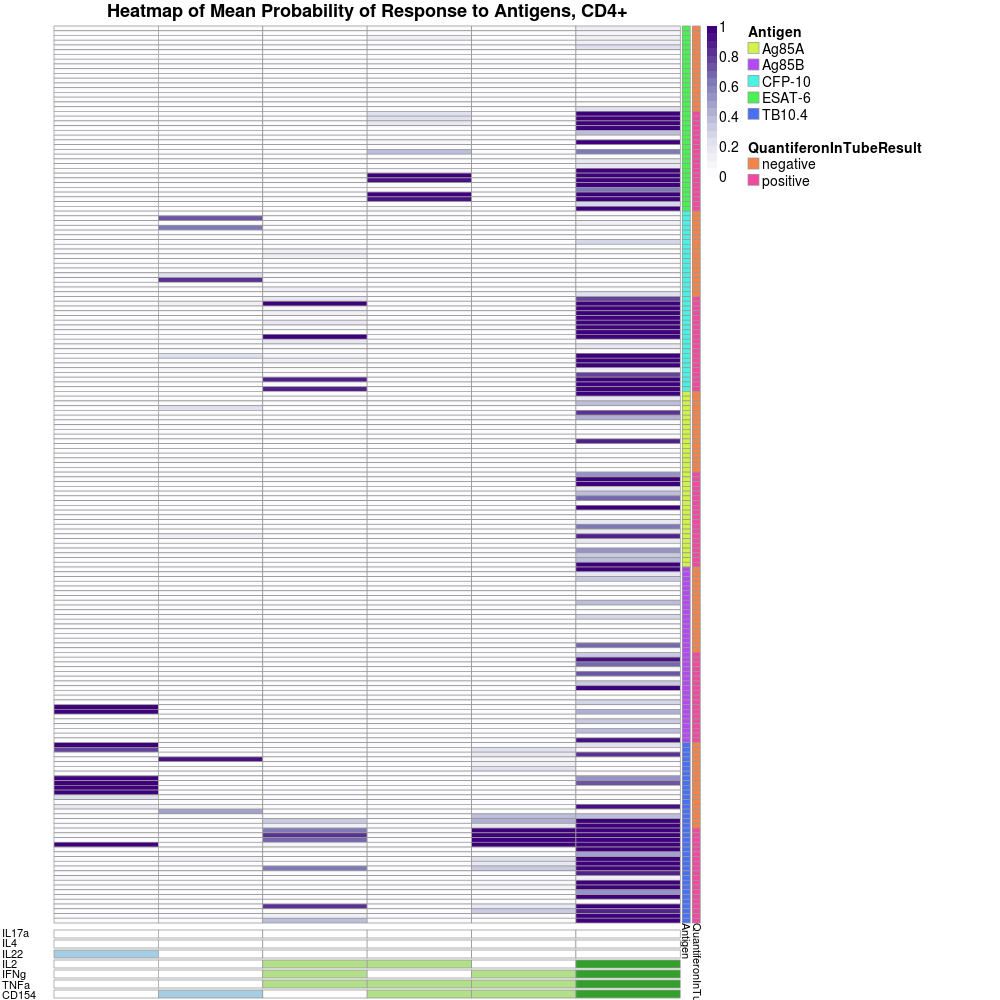 Heatmap of Mean Probability of Response to Antigens, CD4+
1
0.8
0.6
0.4
0.2
0
Antigen
Ag85A
Ag85B
CFP-10
ESAT-6
TB10.4
QuantiferonInTubeResult
negative
positive
IL17a
IL4
IL22
IL2
IFNg
TNFa
CD154
Antigen
QuantiferonInTu